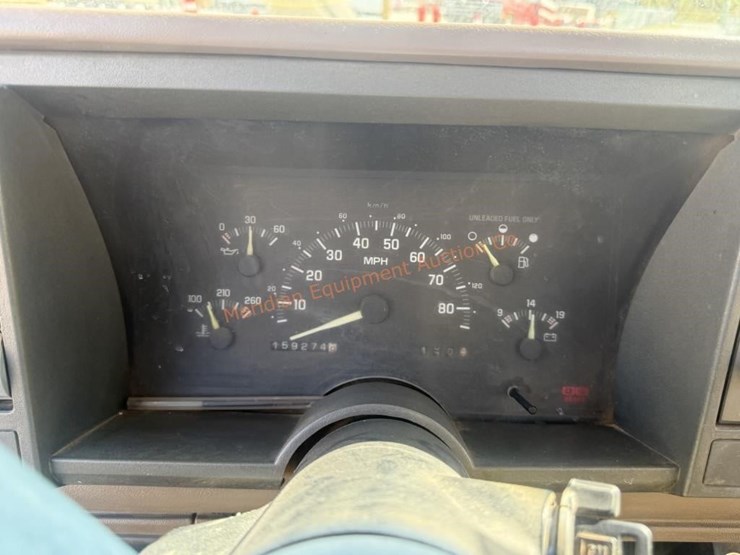 km/h
UNLEADED FUEL ONLY
0 30 60
40 60 80 100
20 30 40 50 60 70
MPH
100 210 260
20 10 80 120
9 14 19
Meridian Equipment Auction Co
159274